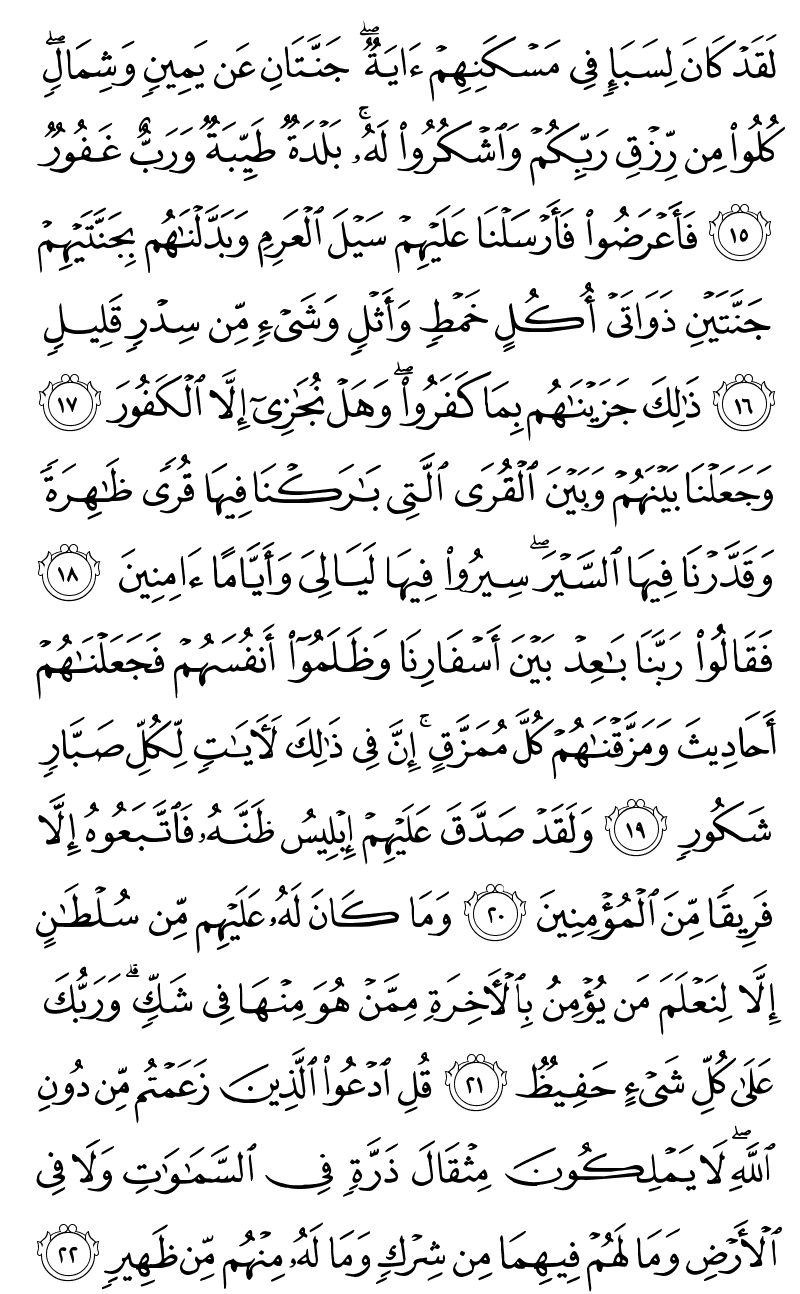 لَقَدۡ كَانَ لِسَبَإٖ فِي مَسۡكَنِهِمۡ ءَايَةٞۖ جَنَّتَانِ عَن يَمِينٖ وَشِمَالٖۖ
كُلُواْ مِن رِّزۡقِ رَبِّكُمۡ وَٱشۡكُرُواْ لَهُۥۚ بَلۡدَةٞ طَيِّبَةٞ وَرَبٌّ غَفُورٞ
١٥ فَأَعۡرَضُواْ فَأَرۡسَلۡنَا عَلَيۡهِمۡ سَيۡلَ ٱلۡعَرِمِ وَبَدَّلۡنَٰهُم بِجَنَّتَيۡهِمۡ
جَنَّتَيۡنِ ذَوَاتَيۡ أُكُلٍ خَمۡطٖ وَأَثۡلٖ وَشَيۡءٖ مِّن سِدۡرٖ قَلِيلٖ
١٦ ذَٰلِكَ جَزَيۡنَٰهُم بِمَا كَفَرُواْۖ وَهَلۡ نُجَٰزِيٓ إِلَّا ٱلۡكَفُورَ ١٧
وَجَعَلۡنَا بَيۡنَهُمۡ وَبَيۡنَ ٱلۡقُرَى ٱلَّتِي بَٰرَكۡنَا فِيهَا قُرٗى ظَٰهِرَةٗ
وَقَدَّرۡنَا فِيهَا ٱلسَّيۡرَۖ سِيرُواْ فِيهَا لَيَالِيَ وَأَيَّامًا ءَامِنِينَ ١٨
فَقَالُواْ رَبَّنَا بَٰعِدۡ بَيۡنَ أَسۡفَارِنَا وَظَلَمُوٓاْ أَنفُسَهُمۡ فَجَعَلۡنَٰهُمۡ
أَحَادِيثَ وَمَزَّقۡنَٰهُمۡ كُلَّ مُمَزَّقٍۚ إِنَّ فِي ذَٰلِكَ لَأٓيَٰتٖ لِّكُلِّ صَبَّارٖ
شَكُورٖ ١٩ وَلَقَدۡ صَدَّقَ عَلَيۡهِمۡ إِبۡلِيسُ ظَنَّهُۥ فَٱتَّبَعُوهُ إِلَّا
فَرِيقٗا مِّنَ ٱلۡمُؤۡمِنِينَ ٢٠ وَمَا كَانَ لَهُۥ عَلَيۡهِم مِّن سُلۡطَٰنٍ
إِلَّا لِنَعۡلَمَ مَن يُؤۡمِنُ بِٱلۡأٓخِرَةِ مِمَّنۡ هُوَ مِنۡهَا فِي شَكّٖۗ وَرَبُّكَ
عَلَىٰ كُلِّ شَيۡءٍ حَفِيظٞ ٢١ قُلِ ٱدۡعُواْ ٱلَّذِينَ زَعَمۡتُم مِّن دُونِ
ٱللَّهِۖ لَا يَمۡلِكُونَ مِثۡقَالَ ذَرَّةٖ فِي ٱلسَّمَٰوَٰتِ وَلَا فِي
ٱلۡأَرۡضِ وَمَا لَهُمۡ فِيهِمَا مِن شِرۡكٖ وَمَا لَهُۥ مِنۡهُم مِّن ظَهِيرٖ ٢٢